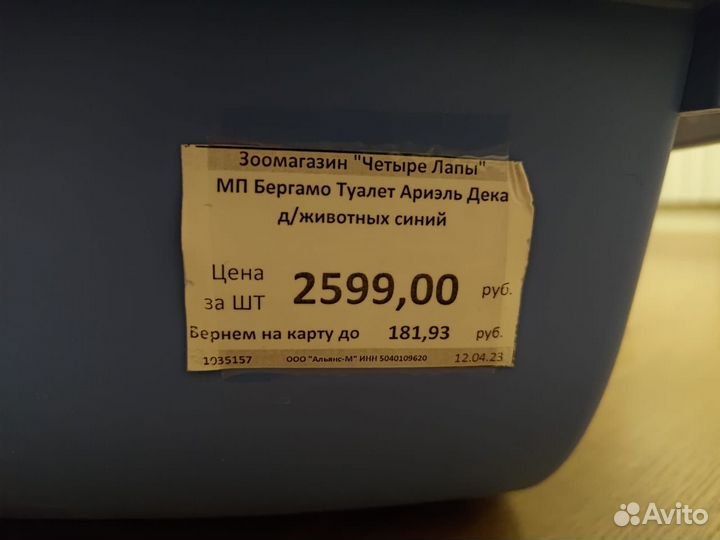 Зоомагазин "Четыре Лапы"
МП Бергамо Туалет Ариэль Дека
д/животных синий
Цена
за ШТ 2599,00 руб.
Вернем на карту до 181,93 руб.
1035157 ООО "Альянс-М" ИНН 5040109620 12.04.23
Avito